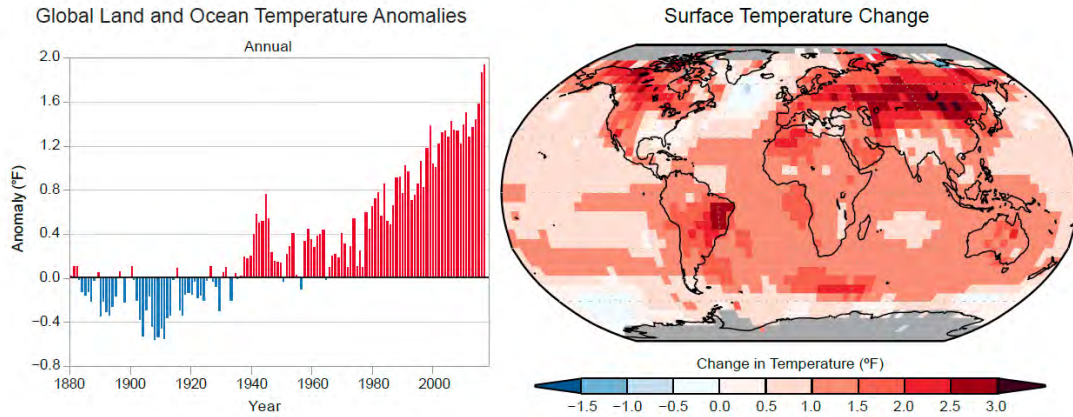 Global Land and Ocean Temperature Anomalies
Annual
Anomaly (°F)
2.0
1.6
1.2
0.8
0.4
0.0
−0.4
−0.8
1880 1900 1920 1940 1960 1980 2000
Year
Surface Temperature Change
Change in Temperature (°F)
−1.5 −1.0 −0.5 0.0 0.5 1.0 1.5 2.0 2.5 3.0